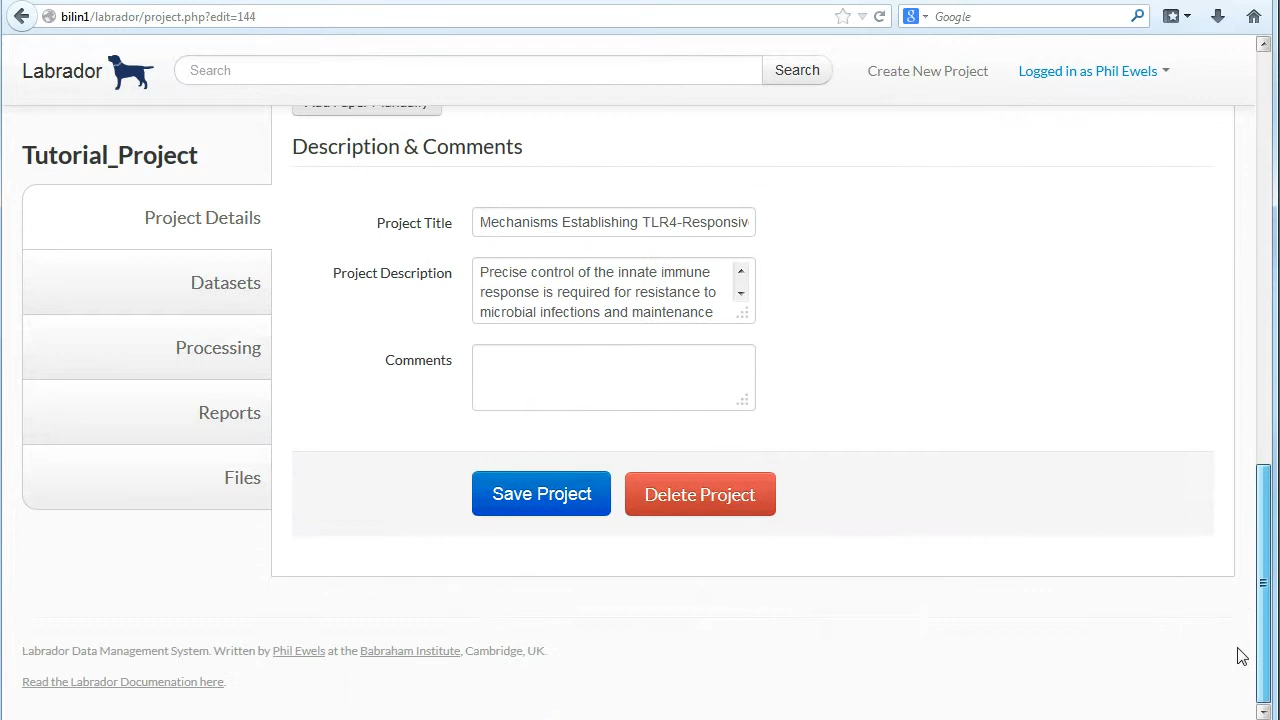 bilin1/labrador/project.php?edit=144
Google
Labrador
Search
Search
Create New Project
Logged in as Phil Ewels
Tutorial_Project
Project Details
Datasets
Processing
Reports
Files
Description & Comments
Project Title
Mechanisms Establishing TLR4-Responsiv
Project Description
Precise control of the innate immune
response is required for resistance to
microbial infections and maintenance
Comments
Save Project
Delete Project
Labrador Data Management System. Written by Phil Ewels at the Babraham Institute, Cambridge, UK.
Read the Labrador Documenation here.